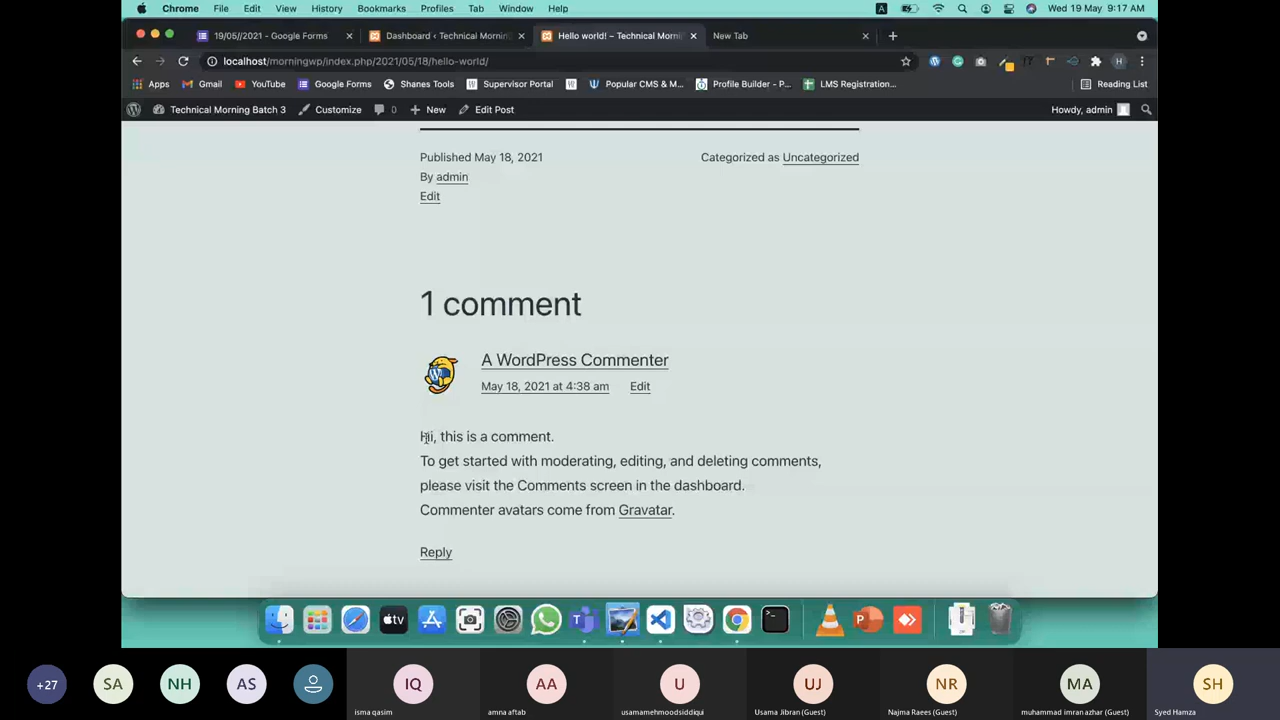 Chrome File Edit View History Bookmarks Profiles Tab Window Help A Wed 19 May 9:17 AM
19/05//2021 - Google Forms Dashboard ‹ Technical Mornin Hello world! – Technical Morni New Tab
localhost/morningwp/index.php/2021/05/18/hello-world/
Apps Gmail YouTube Google Forms Shanes Tools Supervisor Portal Popular CMS & M... Profile Builder - P... LMS Registration... Reading List
Technical Morning Batch 3 Customize 0 New Edit Post Howdy, admin
Published May 18, 2021 Categorized as Uncategorized
By admin
Edit
1 comment
A WordPress Commenter
May 18, 2021 at 4:38 am Edit
Hi, this is a comment.
To get started with moderating, editing, and deleting comments,
please visit the Comments screen in the dashboard.
Commenter avatars come from Gravatar.
Reply
tv
+27 SA NH AS IQ AA U UJ NR MA SH
isma qasim amna aftab usamamehmoodsiddiqui Usama Jibran (Guest) Najma Raees (Guest) muhammad imran azhar (Guest) Syed Hamza